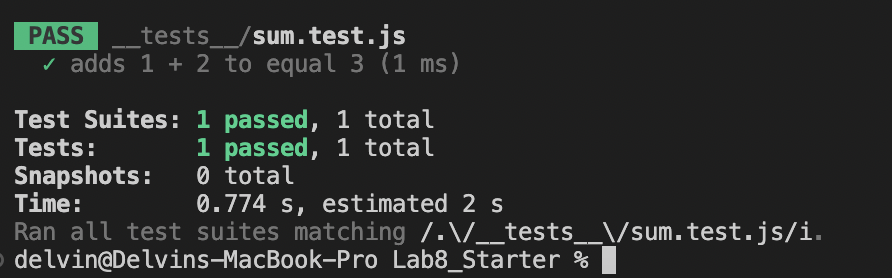 PASS __tests__/sum.test.js
✓ adds 1 + 2 to equal 3 (1 ms)
Test Suites: 1 passed, 1 total
Tests: 1 passed, 1 total
Snapshots: 0 total
Time: 0.774 s, estimated 2 s
Ran all test suites matching /.\/__tests__\/sum.test.js/i.
delvin@Delvins-MacBook-Pro Lab8_Starter %